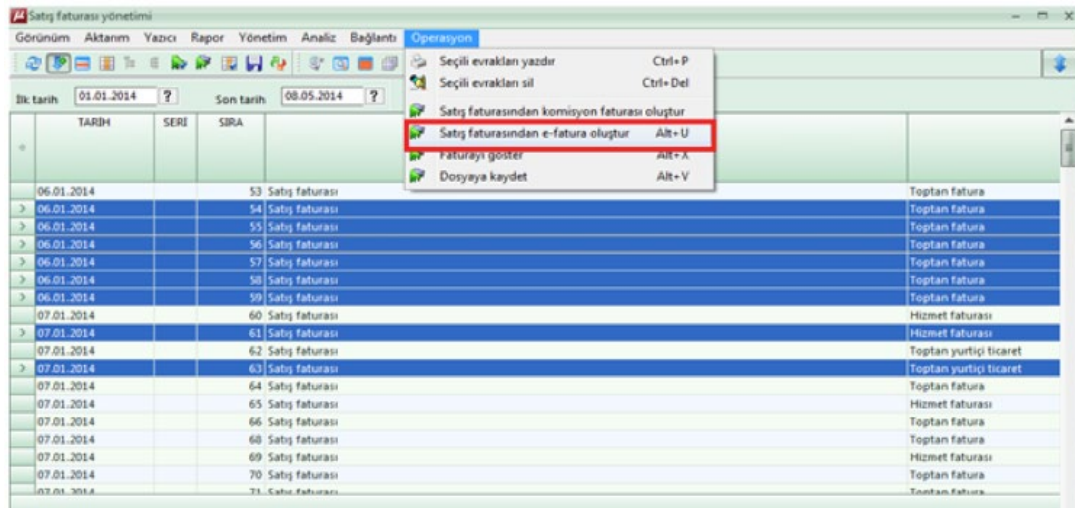 Satış faturası yönetimi
Görünüm Aktarım Yazıcı Rapor Yönetim Analiz Bağlantı Operasyon
Seçili evrakları yazdır Ctrl+P
Seçili evrakları sil Ctrl+Del
İlk tarih 01.01.2014 ? Son tarih 08.05.2014 ?
Satış faturasından komisyon faturası oluştur
TARİH SERİ SIRA
Satış faturasından e-fatura oluştur Alt+U
Faturayı göster Alt+X
Dosyaya kaydet Alt+V
06.01.2014 53 Satış faturası Toptan fatura
> 06.01.2014 54 Satış faturası Toptan fatura
> 06.01.2014 55 Satış faturası Toptan fatura
> 06.01.2014 56 Satış faturası Toptan fatura
> 06.01.2014 57 Satış faturası Toptan fatura
> 06.01.2014 58 Satış faturası Toptan fatura
> 06.01.2014 59 Satış faturası Toptan fatura
07.01.2014 60 Satış faturası Hizmet faturası
> 07.01.2014 61 Satış faturası Hizmet faturası
07.01.2014 62 Satış faturası Toptan yurtiçi ticaret
> 07.01.2014 63 Satış faturası Toptan yurtiçi ticaret
07.01.2014 64 Satış faturası Toptan fatura
07.01.2014 65 Satış faturası Hizmet faturası
07.01.2014 66 Satış faturası Toptan fatura
07.01.2014 68 Satış faturası Toptan fatura
07.01.2014 69 Satış faturası Hizmet faturası
07.01.2014 70 Satış faturası Toptan fatura
07.01.2014 71 Satış faturası Toptan fatura